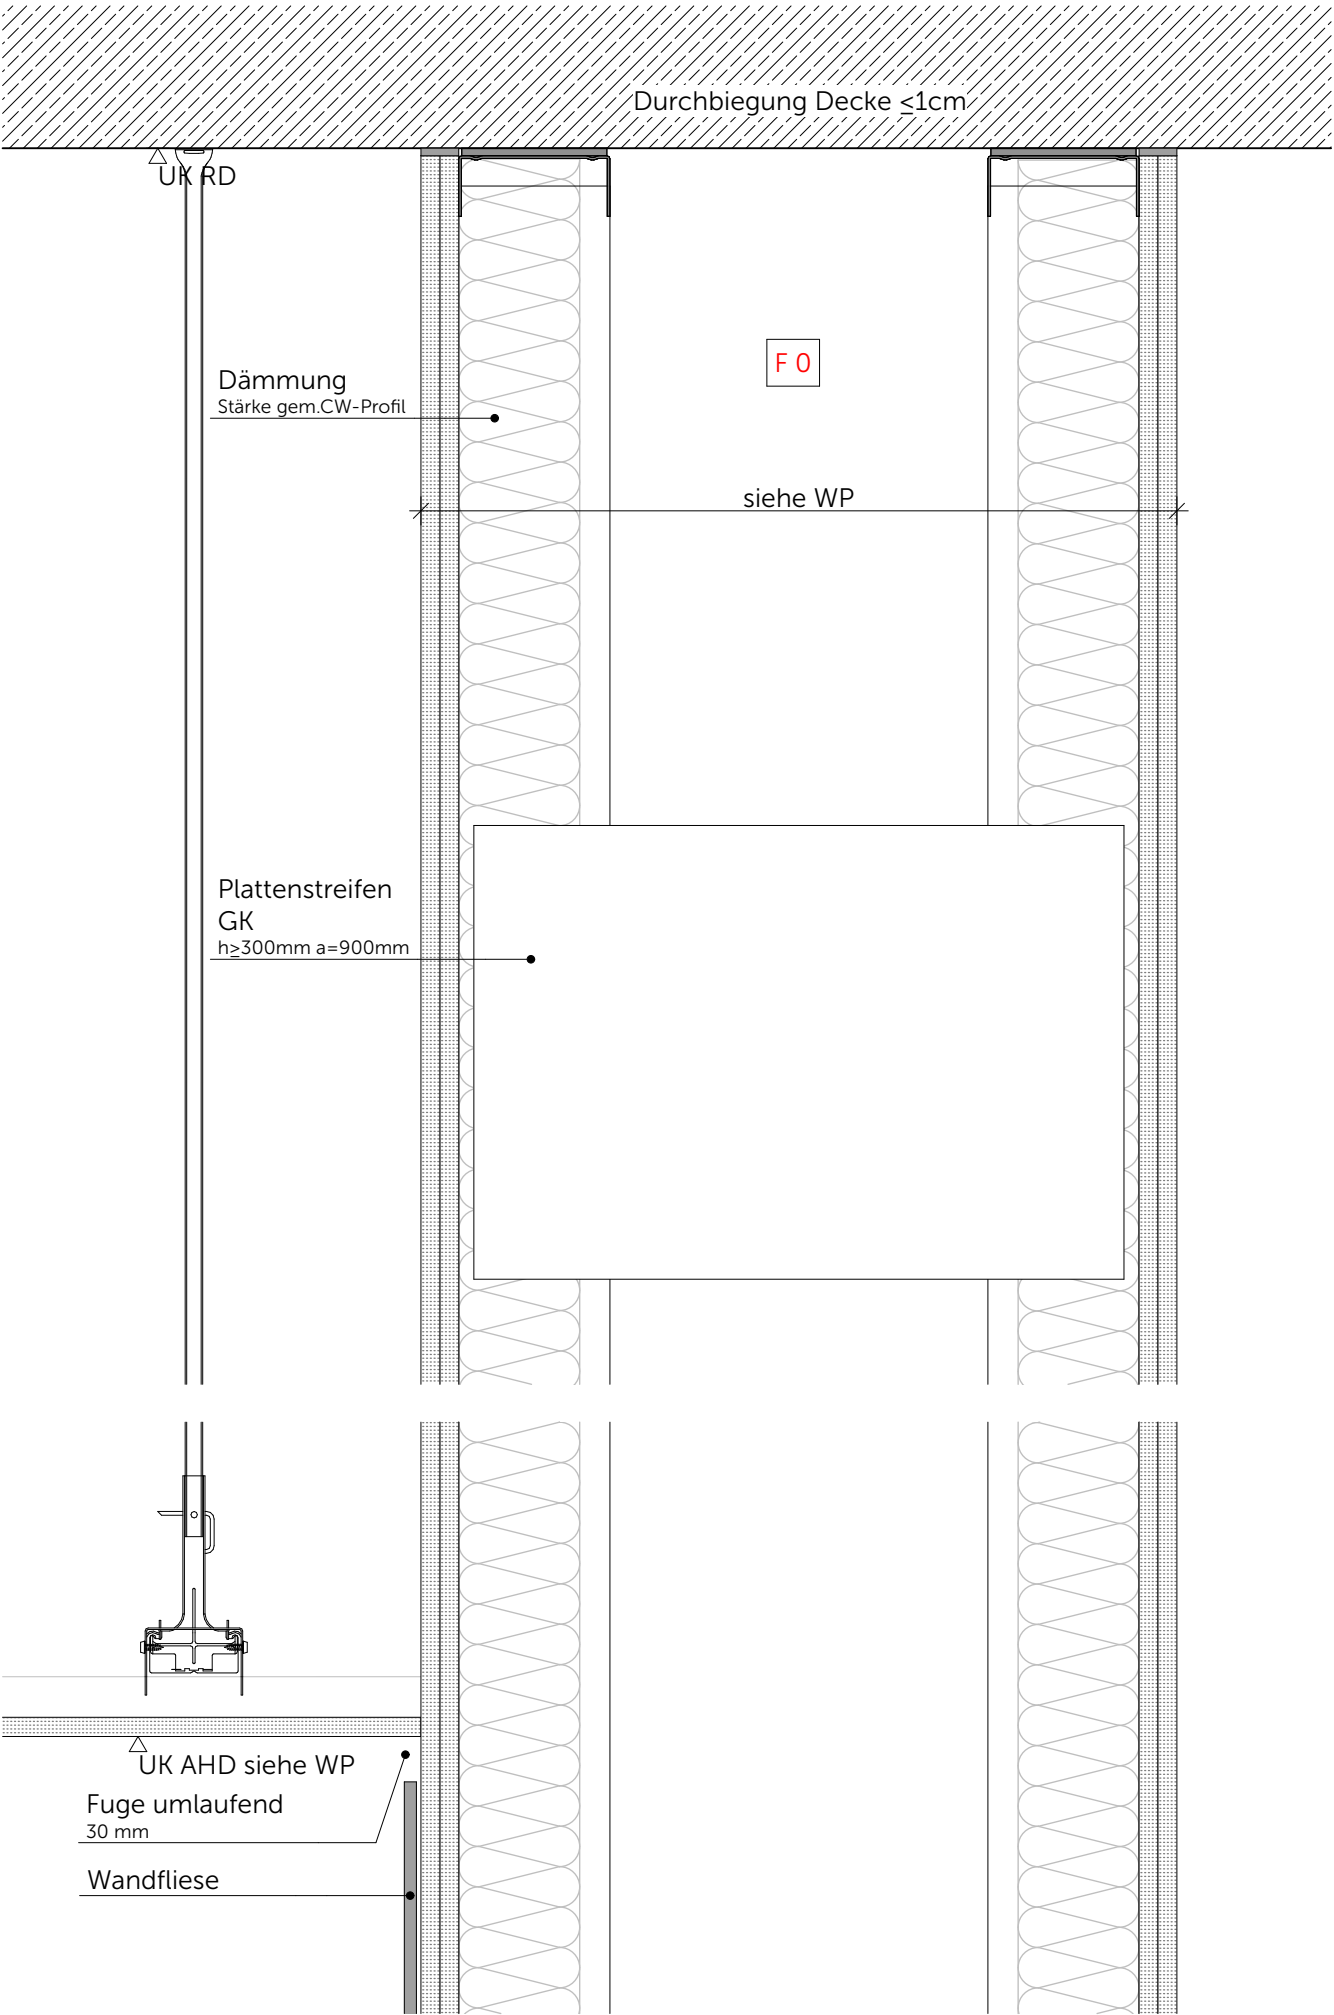 Durchbiegung Decke ≤1cm
UK RD
F 0
Dämmung
Stärke gem.CW-Profil
siehe WP
Plattenstreifen
GK
h≥300mm a=900mm
UK AHD siehe WP
Fuge umlaufend
30 mm
Wandfliese